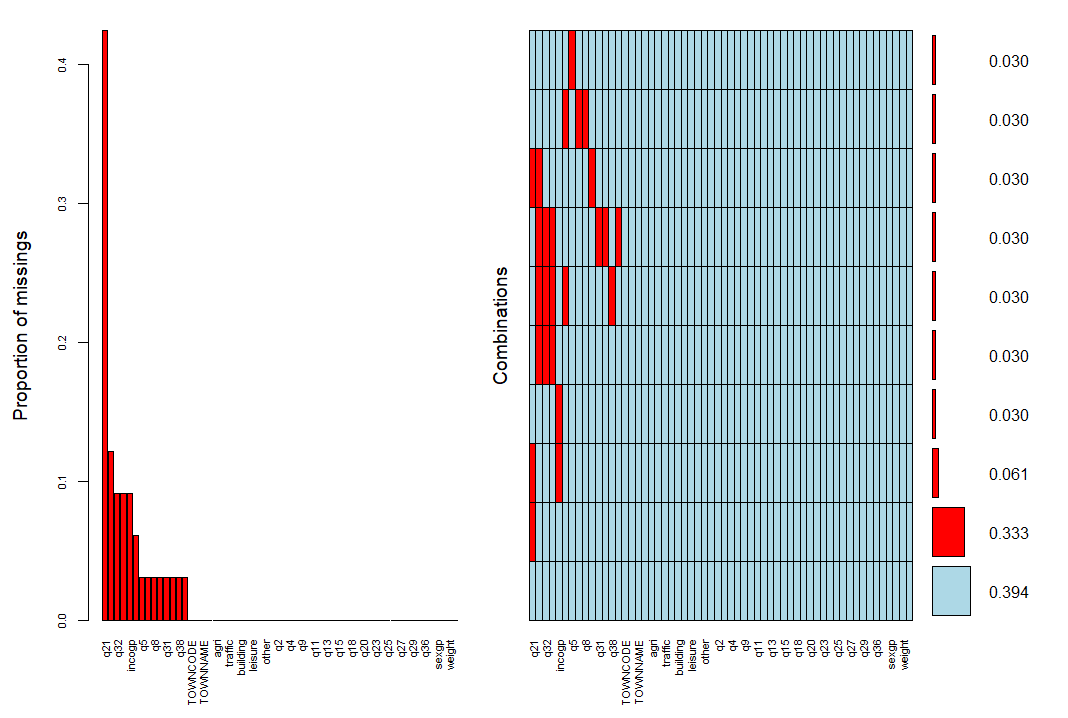 Proportion of missings
0.4
0.3
0.2
0.1
0.0
q21
q32
incogp
q5
q8
q31
q38
TOWNCODE
TOWNNAME
agri
traffic
building
leisure
other
q2
q4
q9
q11
q13
q15
q18
q20
q23
q25
q27
q29
q36
sexgp
weight
Combinations
q21
q32
incogp
q5
q8
q31
q38
TOWNCODE
TOWNNAME
agri
traffic
building
leisure
other
q2
q4
q9
q11
q13
q15
q18
q20
q23
q25
q27
q29
q36
sexgp
weight
0.030
0.030
0.030
0.030
0.030
0.030
0.030
0.061
0.333
0.394